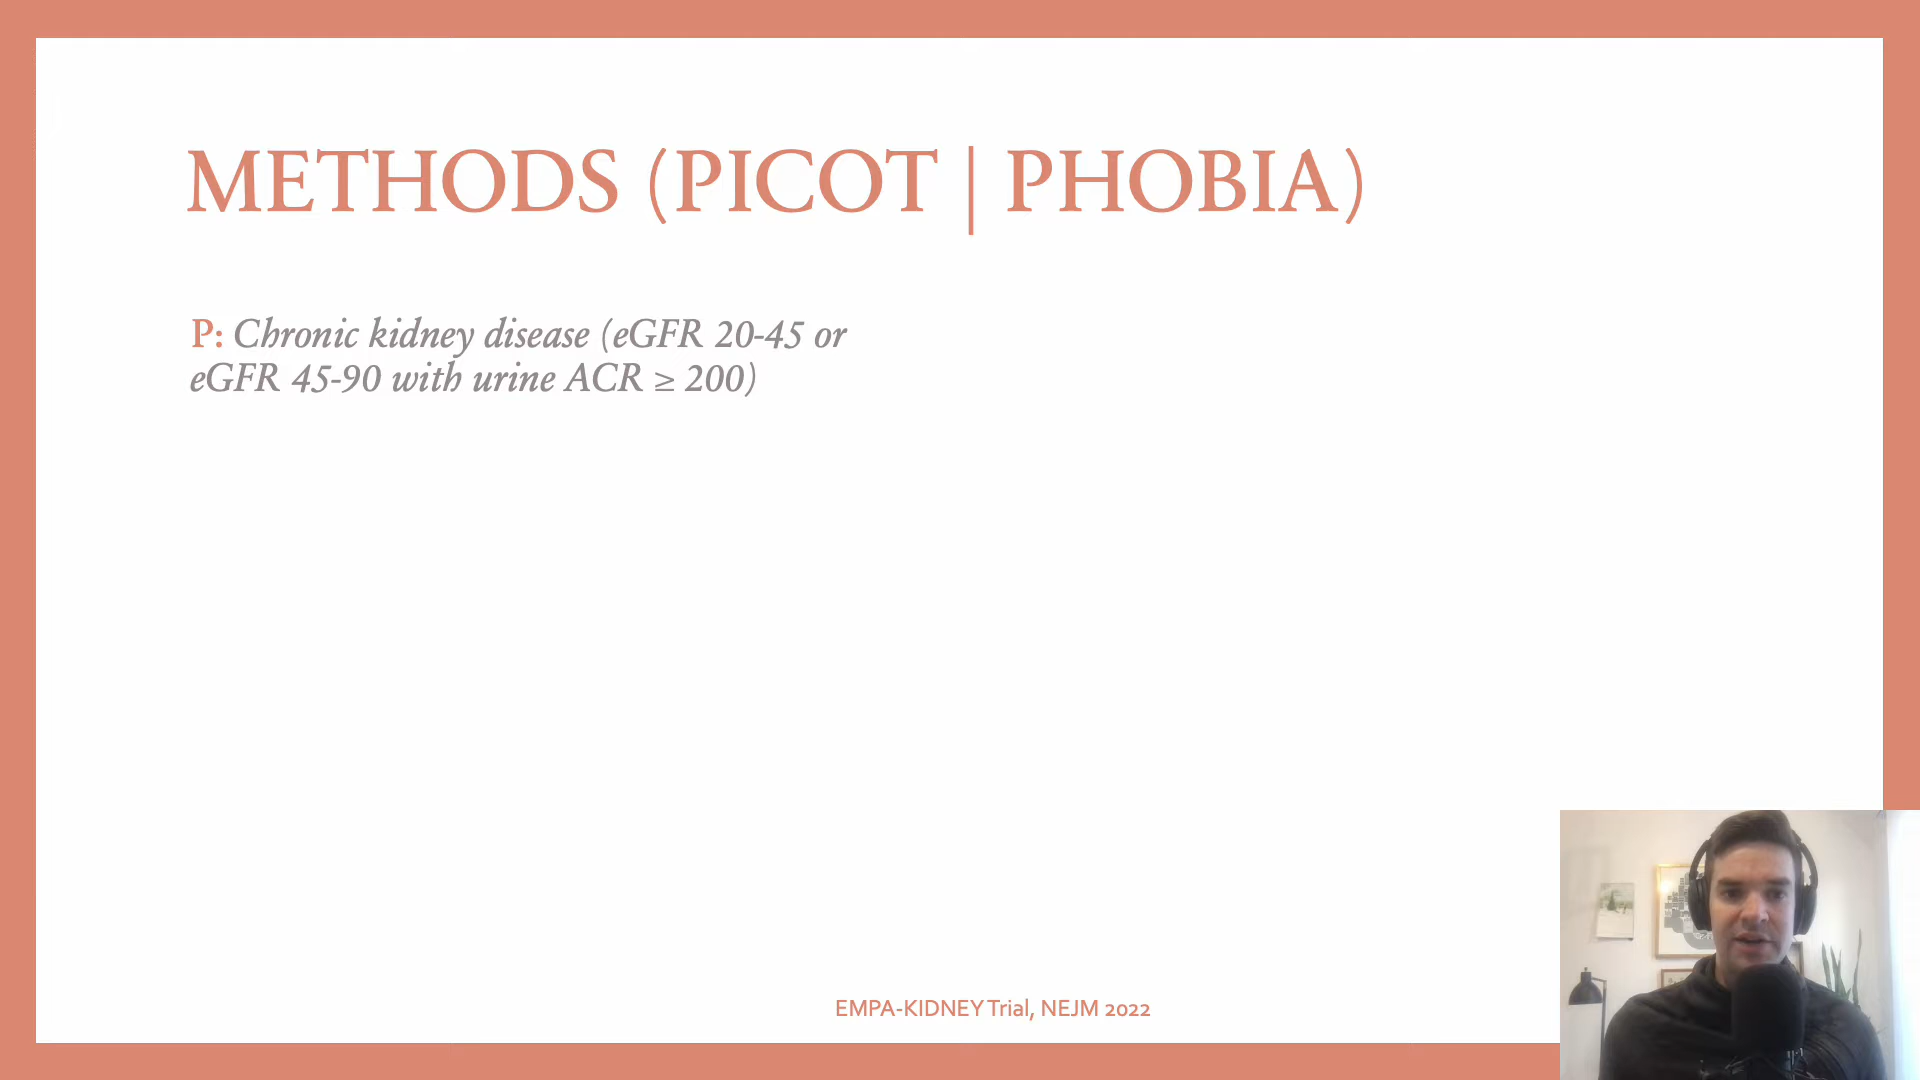 METHODS (PICOT | PHOBIA)
P: Chronic kidney disease (eGFR 20-45 or
eGFR 45-90 with urine ACR ≥ 200)
EMPA-KIDNEY Trial, NEJM 2022